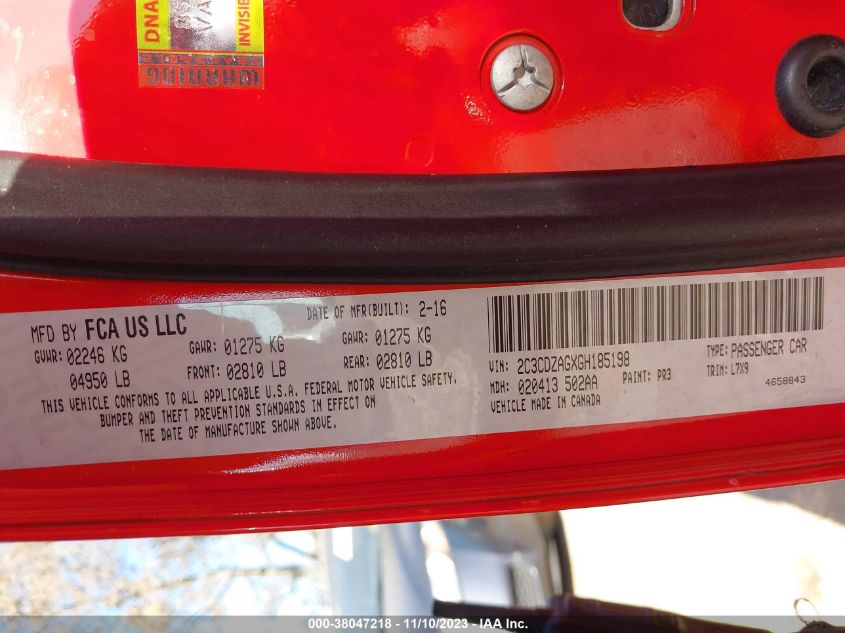 DNA
INVISIBLE
WARNING
MFD BY FCA US LLC
DATE OF MFR(BUILT): 2-16
GVWR: 02246 KG
GAWR: 01275 KG
GAWR: 01275 KG
04950 LB
FRONT: 02810 LB
REAR: 02810 LB
THIS VEHICLE CONFORMS TO ALL APPLICABLE U.S.A. FEDERAL MOTOR VEHICLE SAFETY,
BUMPER AND THEFT PREVENTION STANDARDS IN EFFECT ON
THE DATE OF MANUFACTURE SHOWN ABOVE.
VIN: 2C3CDZAGXGH185198
TYPE: PASSENGER CAR
MDH: 020413 502AA
PAINT: PR3
TRIM: L7X9
VEHICLE MADE IN CANADA
4658843
000-38047218 - 11/10/2023 - IAA Inc.